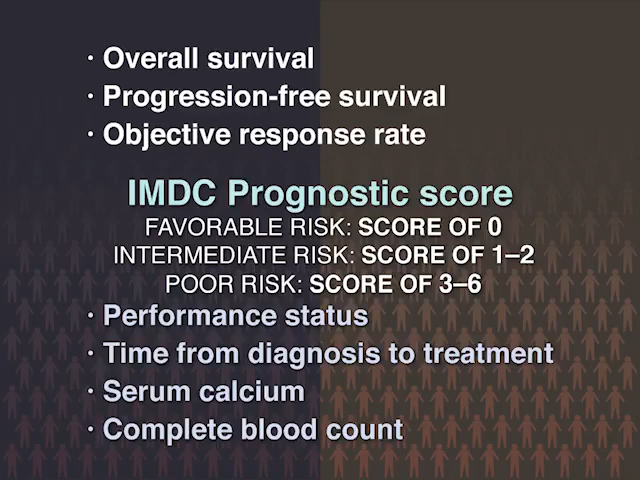 · Overall survival
· Progression-free survival
· Objective response rate
IMDC Prognostic score
FAVORABLE RISK: SCORE OF 0
INTERMEDIATE RISK: SCORE OF 1–2
POOR RISK: SCORE OF 3–6
· Performance status
· Time from diagnosis to treatment
· Serum calcium
· Complete blood count